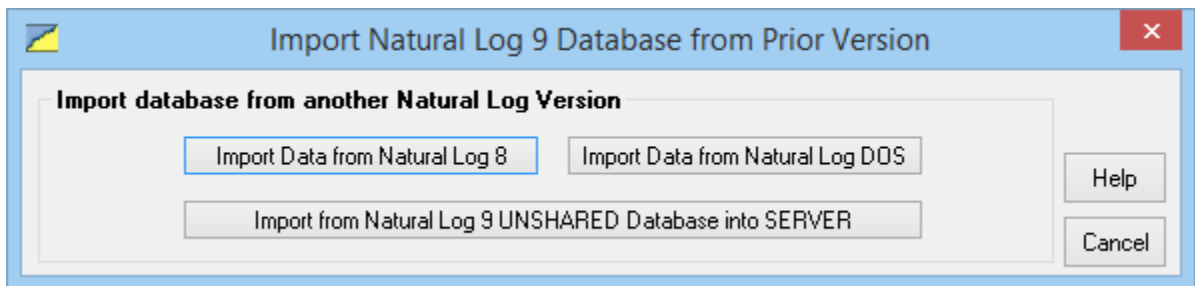 Import Natural Log 9 Database from Prior Version
Import database from another Natural Log Version
Import Data from Natural Log 8
Import Data from Natural Log DOS
Import from Natural Log 9 UNSHARED Database into SERVER
Help
Cancel